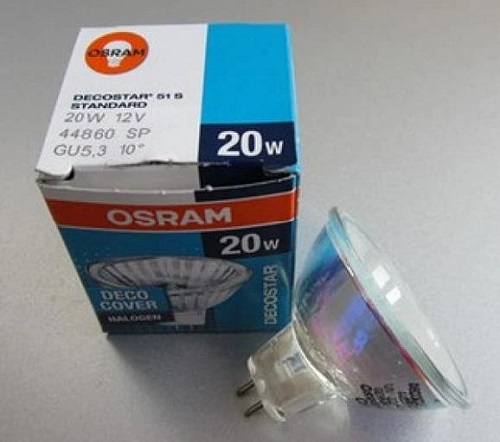 OSRAM
DECOSTAR® 51 S
STANDARD
20W 12V
44860 SP
GU5,3 10°
20W
OSRAM
20W
DECO
COVER
HALOGEN
DECOSTAR